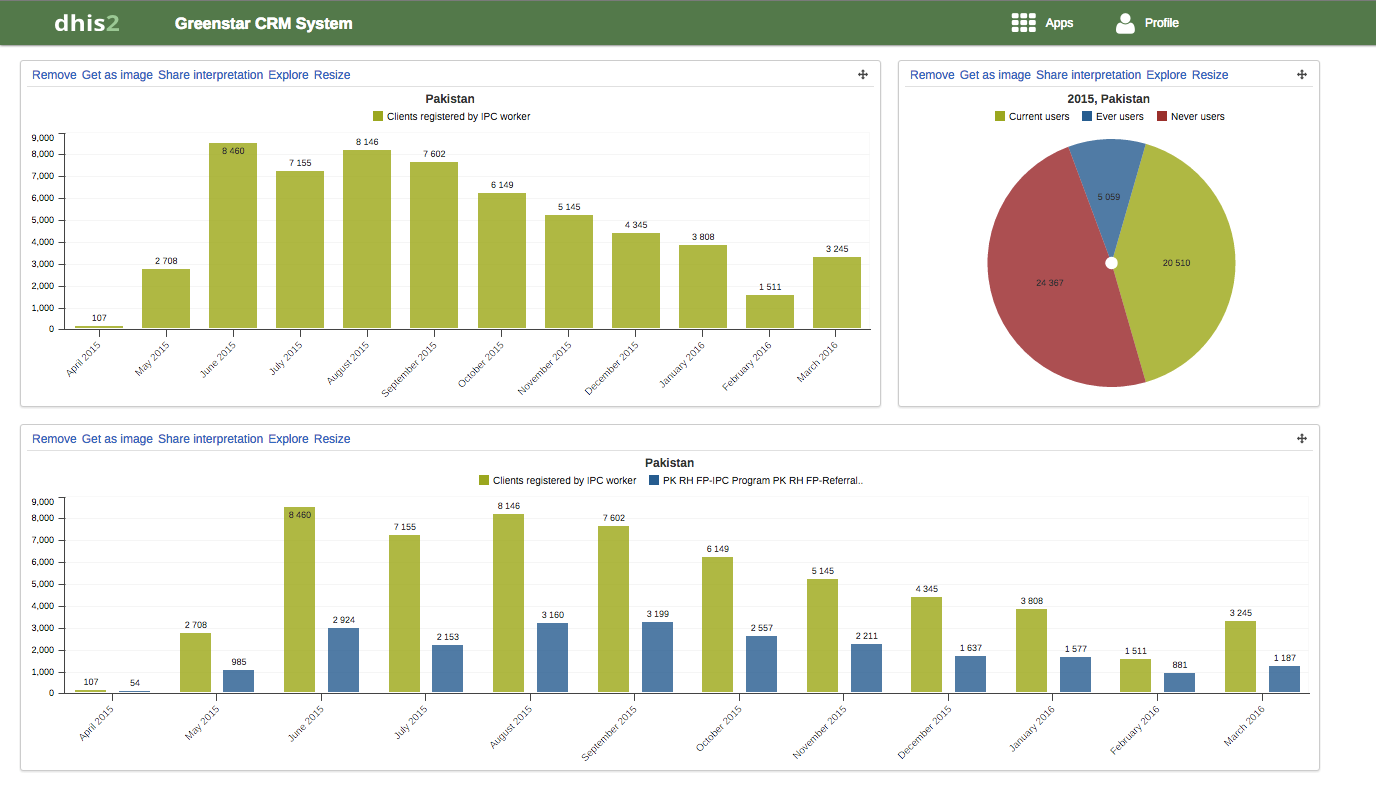 dhis2 Greenstar CRM System Apps Profile
Remove Get as image Share interpretation Explore Resize
Pakistan
Clients registered by IPC worker
9,000
8,000
7,000
6,000
5,000
4,000
3,000
2,000
1,000
0
107
2 708
8 460
7 155
8 146
7 602
6 149
5 145
4 345
3 808
1 511
3 245
April 2015
May 2015
June 2015
July 2015
August 2015
September 2015
October 2015
November 2015
December 2015
January 2016
February 2016
March 2016
Remove Get as image Share interpretation Explore Resize
2015, Pakistan
Current users Ever users Never users
5 059
20 510
24 367
Remove Get as image Share interpretation Explore Resize
Pakistan
Clients registered by IPC worker PK RH FP-IPC Program PK RH FP-Referral..
9,000
8,000
7,000
6,000
5,000
4,000
3,000
2,000
1,000
0
107
54
2 708
985
8 460
2 924
7 155
2 153
8 146
3 160
7 602
3 199
6 149
2 557
5 145
2 211
4 345
1 637
3 808
1 577
1 511
881
3 245
1 187
April 2015
May 2015
June 2015
July 2015
August 2015
September 2015
October 2015
November 2015
December 2015
January 2016
February 2016
March 2016